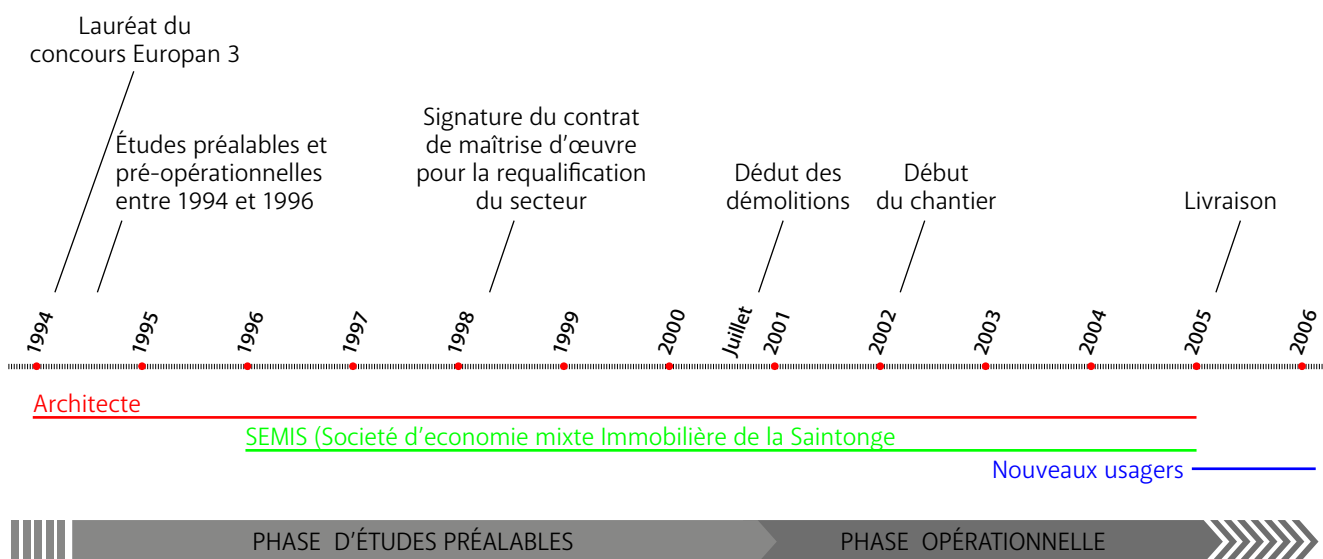 Lauréat du
concours Europan 3
Études préalables et
pré-opérationnelles
entre 1994 et 1996
Signature du contrat
de maîtrise d'œuvre
pour la requalification
du secteur
Dédut des
démolitions
Début
du chantier
Livraison
1994
1995
1996
1997
1998
1999
2000
Juillet
2001
2002
2003
2004
2005
2006
Architecte
SEMIS (Societé d'economie mixte Immobilière de la Saintonge
Nouveaux usagers
PHASE D'ÉTUDES PRÉALABLES
PHASE OPÉRATIONNELLE